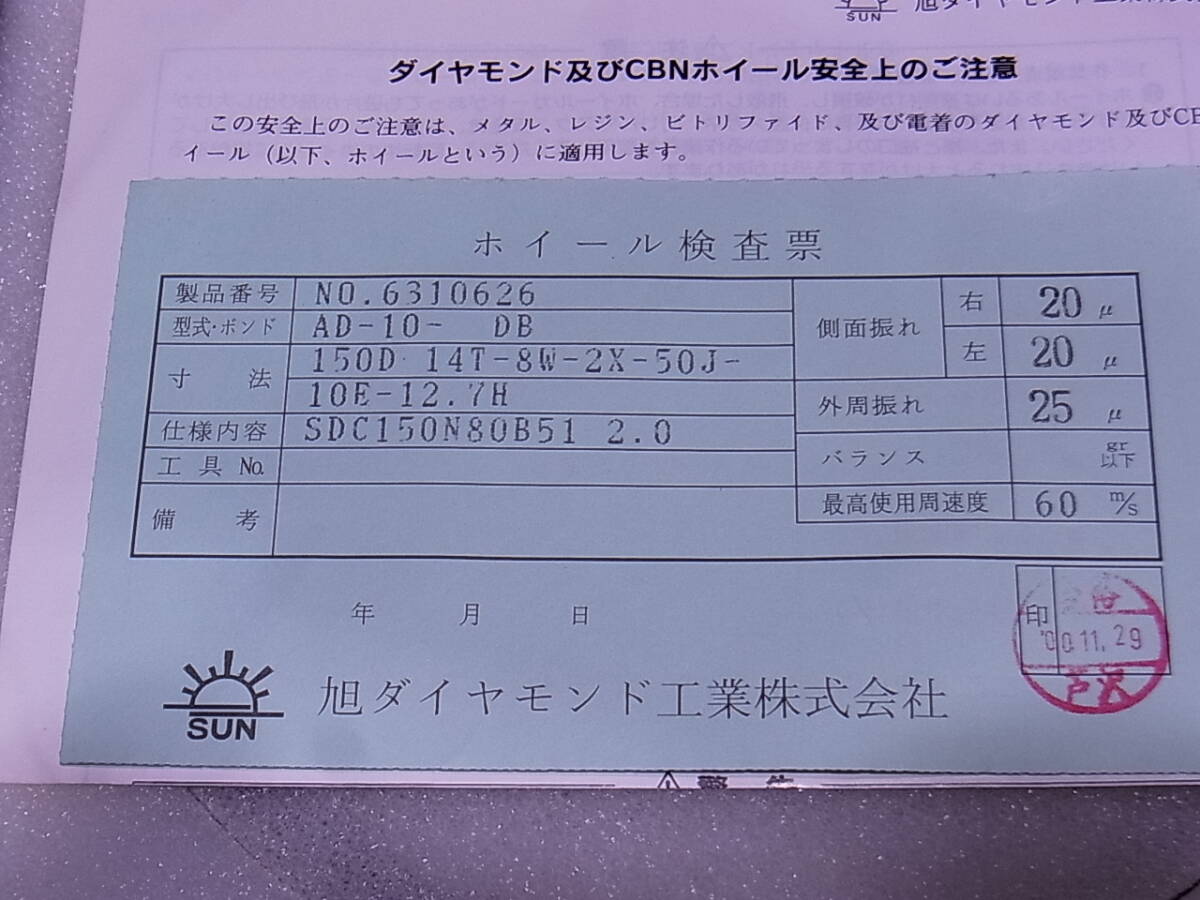 SUN
旭ダイヤモンド工業株式
ダイヤモンド及びCBNホイール安全上のご注意
この安全上のご注意は、メタル、レジン、ビトリファイド、及び電着のダイヤモンド及びCB
イール（以下、ホイールという）に適用します。
ホイール検査票
製品番号 NO.6310626
型式・ボンド AD-10- DB
寸法 150D 14T-8W-2X-50J-
10E-12.7H
仕様内容 SDC150N80B51 2.0
工具No.
備考
側面振れ 右 20 μ
左 20 μ
外周振れ 25 μ
バランス gr以下
最高使用周速度 60 m/s
年 月 日
印
'00.11.29
芦沢
SUN
旭ダイヤモンド工業株式会社
警告